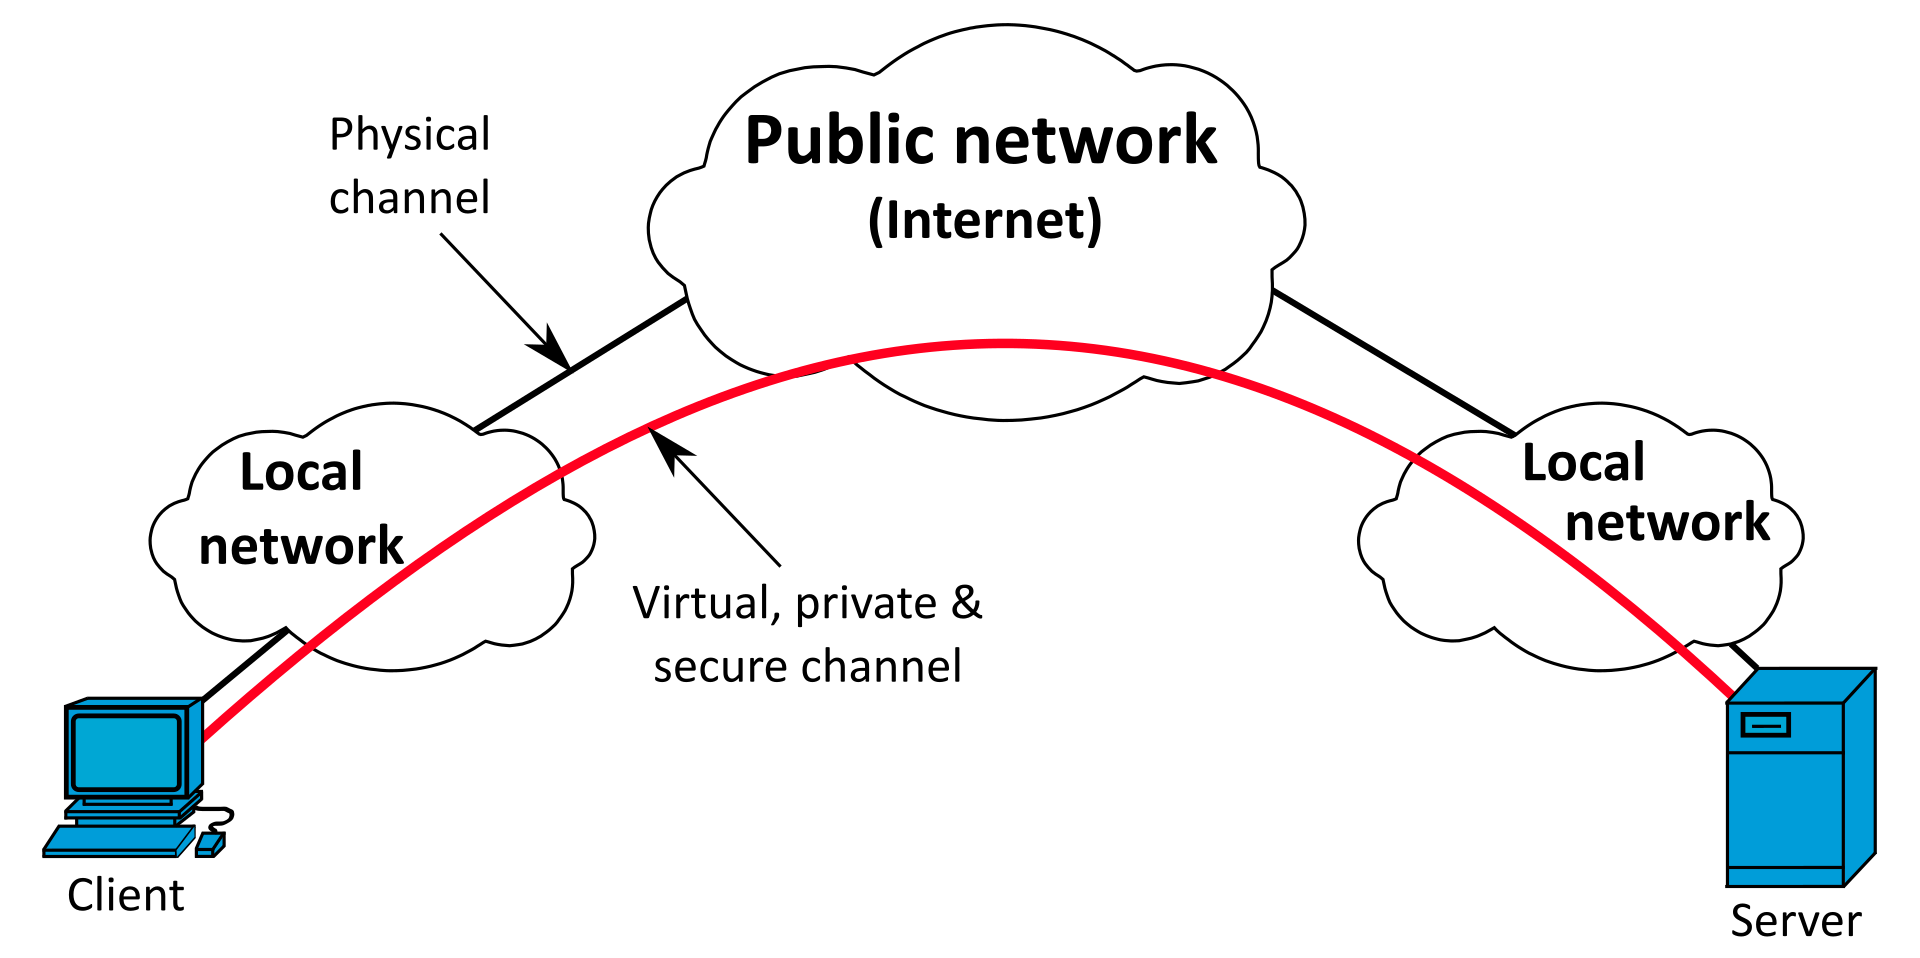 Public network
(Internet)
Physical
channel
Local
network
Local
network
Virtual, private &
secure channel
Client
Server